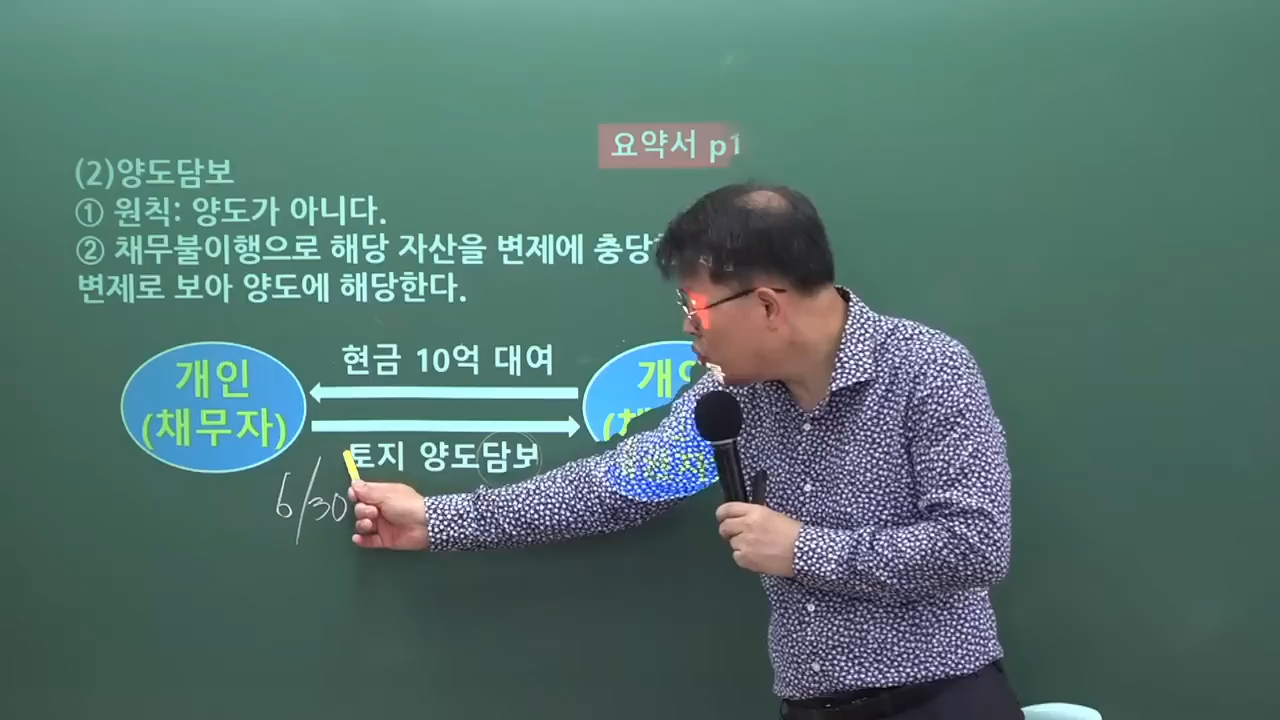 요약서 p1
(2)양도담보
① 원칙: 양도가 아니다.
② 채무불이행으로 해당 자산을 변제에 충당
변제로 보아 양도에 해당한다.
현금 10억 대여
개인
(채무자)
토지 양도담보
6/30